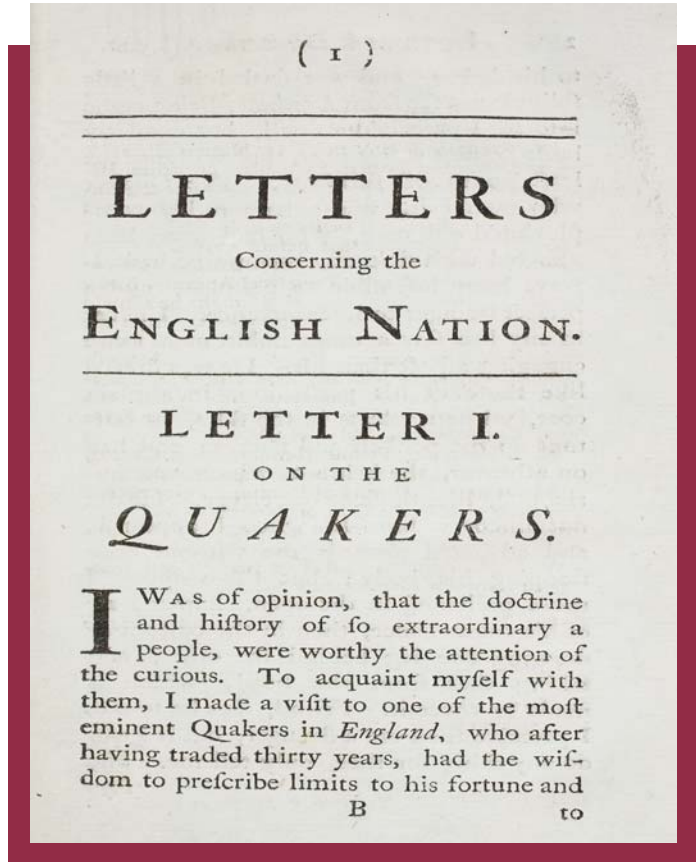 ( 1 )
LETTERS
Concerning the
ENGLISH NATION.
LETTER I.
ON THE
QUAKERS.
I WAS of opinion, that the doctrine
and hiſtory of ſo extraordinary a
people, were worthy the attention of
the curious. To acquaint myſelf with
them, I made a viſit to one of the moſt
eminent Quakers in England, who after
having traded thirty years, had the wiſ-
dom to preſcribe limits to his fortune and
B to